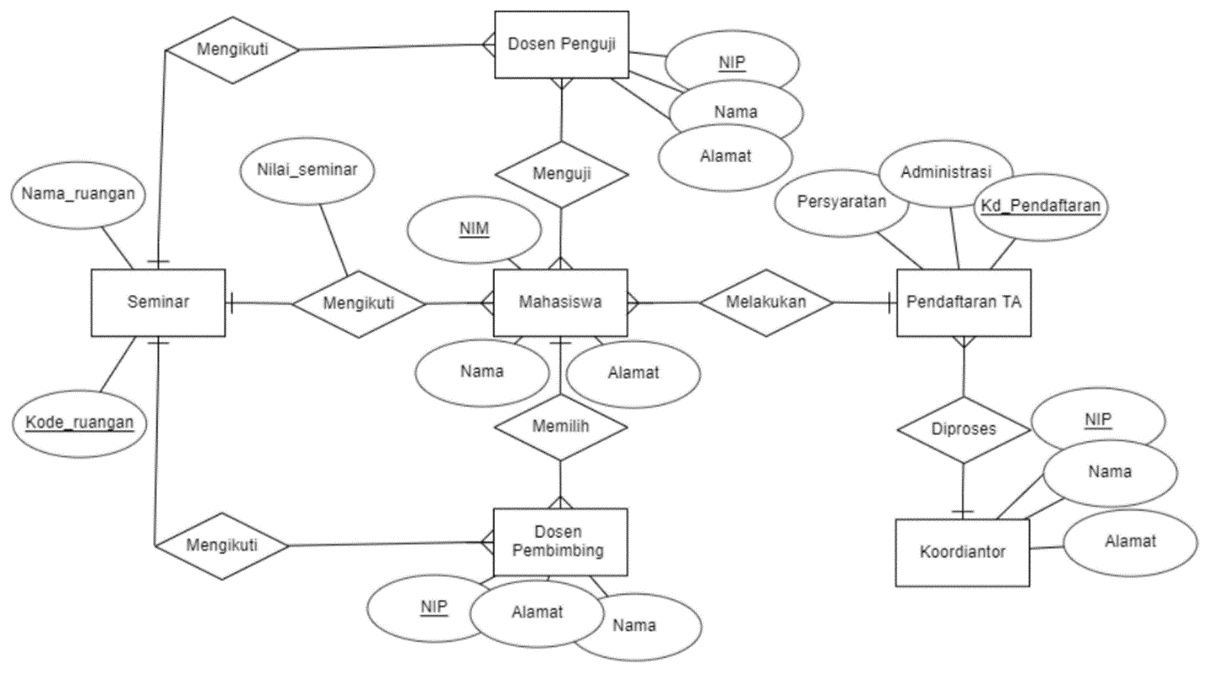 Mengikuti
Dosen Penguji
NIP
Nama
Alamat
Menguji
Nama_ruangan
Nilai_seminar
NIM
Persyaratan
Administrasi
Kd_Pendaftaran
Seminar
Mengikuti
Mahasiswa
Melakukan
Pendaftaran TA
Nama
Alamat
Kode_ruangan
Memilih
Diproses
NIP
Nama
Alamat
Koordiantor
Mengikuti
Dosen
Pembimbing
NIP
Alamat
Nama